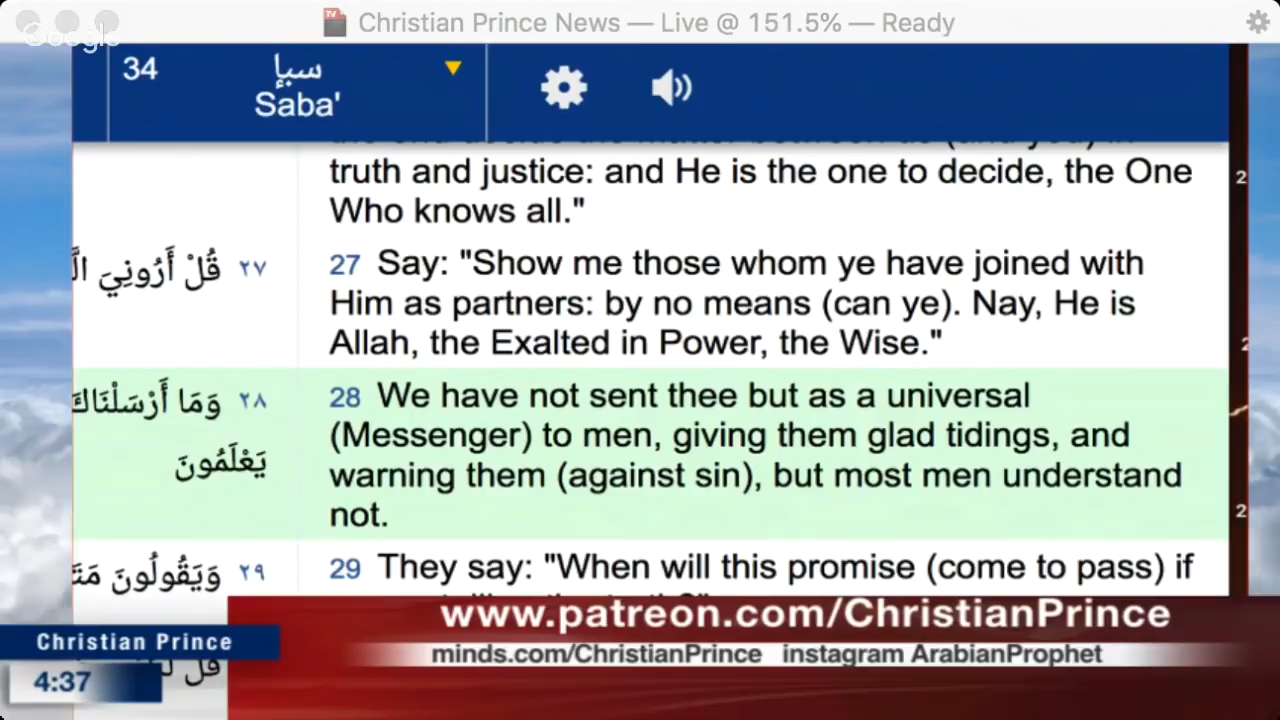 Christian Prince News — Live @ 151.5% — Ready
Google
34
سبإ
Saba'
truth and justice: and He is the one to decide, the One
Who knows all."
٢٧ قُلْ أَرُونِيَ
27 Say: "Show me those whom ye have joined with
Him as partners: by no means (can ye). Nay, He is
Allah, the Exalted in Power, the Wise."
٢٨ وَمَا أَرْسَلْنَاكَ
يَعْلَمُونَ
28 We have not sent thee but as a universal
(Messenger) to men, giving them glad tidings, and
warning them (against sin), but most men understand
not.
٢٩ وَيَقُولُونَ
29 They say: "When will this promise (come to pass) if
www.patreon.com/ChristianPrince
Christian Prince
minds.com/ChristianPrince instagram ArabianProphet
4:37